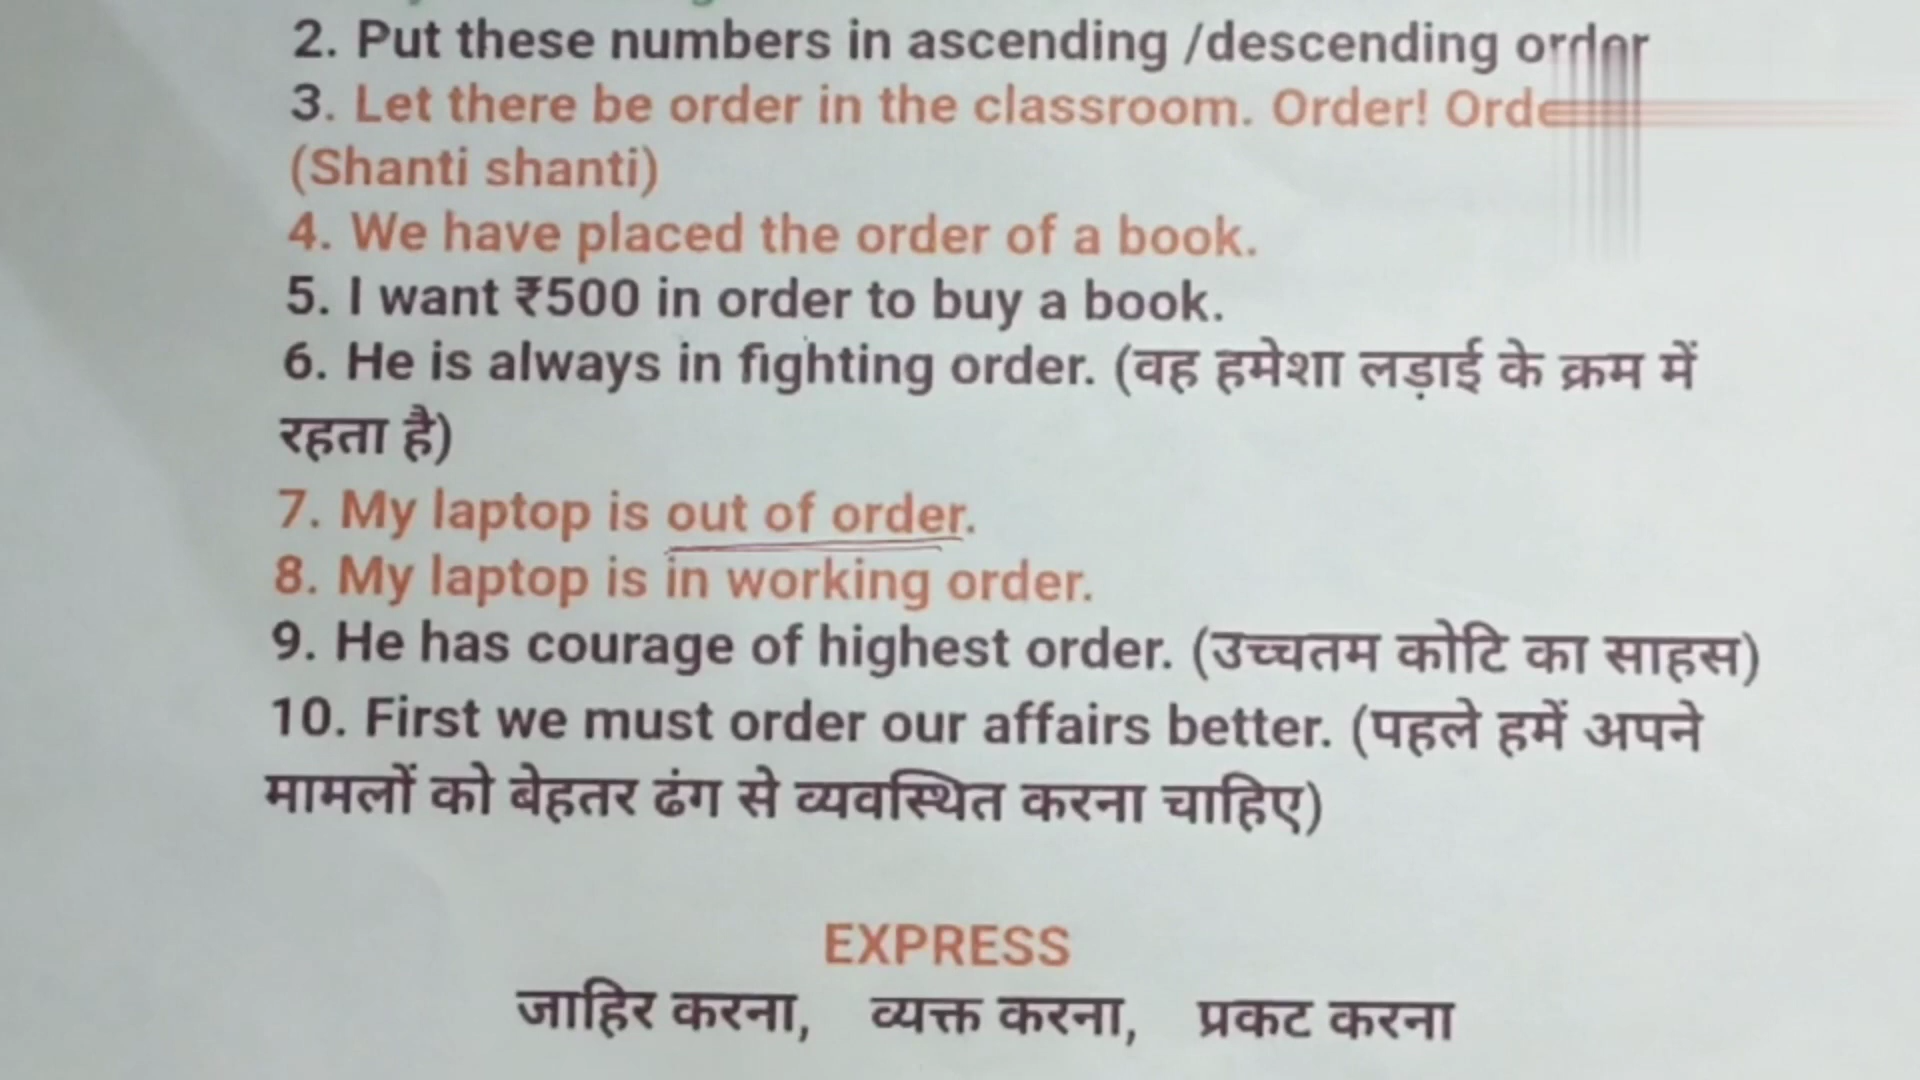 2. Put these numbers in ascending /descending order
3. Let there be order in the classroom. Order!
(Shanti shanti)
4. We have placed the order of a book.
5. I want ₹500 in order to buy a book.
6. He is always in fighting order. (वह हमेशा लड़ाई के क्रम में
रहता है)
7. My laptop is out of order.
8. My laptop is in working order.
9. He has courage of highest order. (उच्चतम कोटि का साहस)
10. First we must order our affairs better. (पहले हमें अपने
मामलों को बेहतर ढंग से व्यवस्थित करना चाहिए)
EXPRESS
जाहिर करना, व्यक्त करना, प्रकट करना